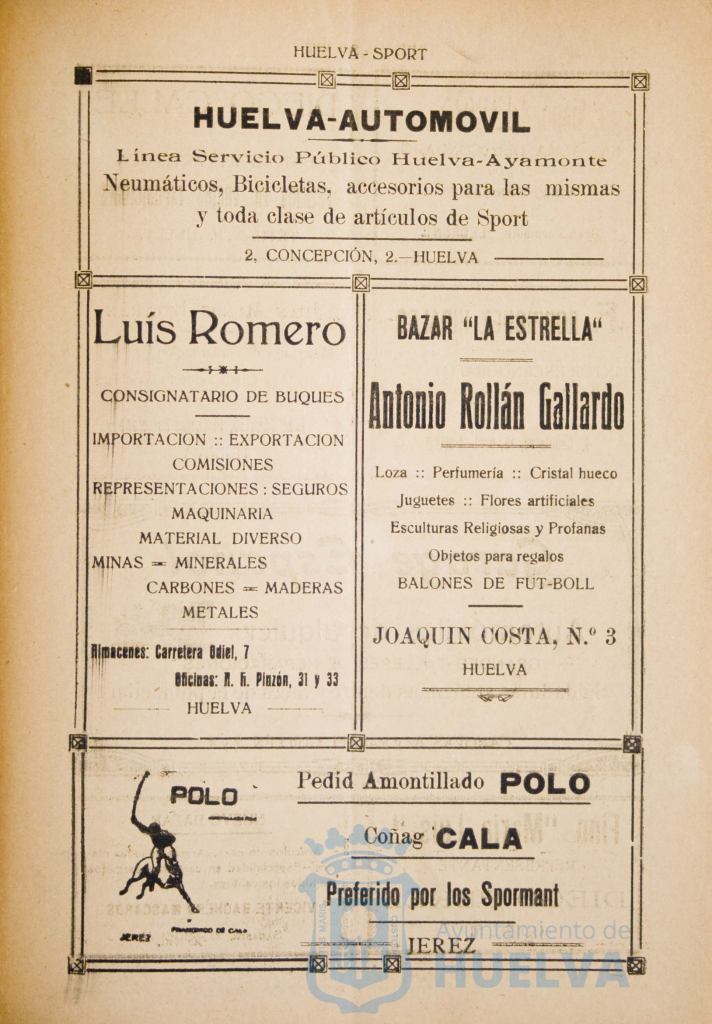 HUELVA - SPORT
HUELVA-AUTOMOVIL
Línea Servicio Público Huelva-Ayamonte
Neumáticos, Bicicletas, accesorios para las mismas
y toda clase de artículos de Sport
2, CONCEPCIÓN, 2.—HUELVA
Luís Romero
CONSIGNATARIO DE BUQUES
IMPORTACION :: EXPORTACION
COMISIONES
REPRESENTACIONES : SEGUROS
MAQUINARIA
MATERIAL DIVERSO
MINAS = MINERALES
CARBONES = MADERAS
METALES
Almacenes: Carretera Odiel, 7
Oficinas: A. H. Pinzón, 31 y 33
HUELVA
BAZAR "LA ESTRELLA"
Antonio Rollán Gallardo
Loza :: Perfumería :: Cristal hueco
Juguetes :: Flores artificiales
Esculturas Religiosas y Profanas
Objetos para regalos
BALONES DE FUT-BOLL
JOAQUIN COSTA, N.º 3
HUELVA
POLO
JEREZ
FRANCISCO DE CALA
Pedid Amontillado POLO
Coñag CALA
Preferido por los Spormant
JEREZ
Ayuntamiento de
HUELVA